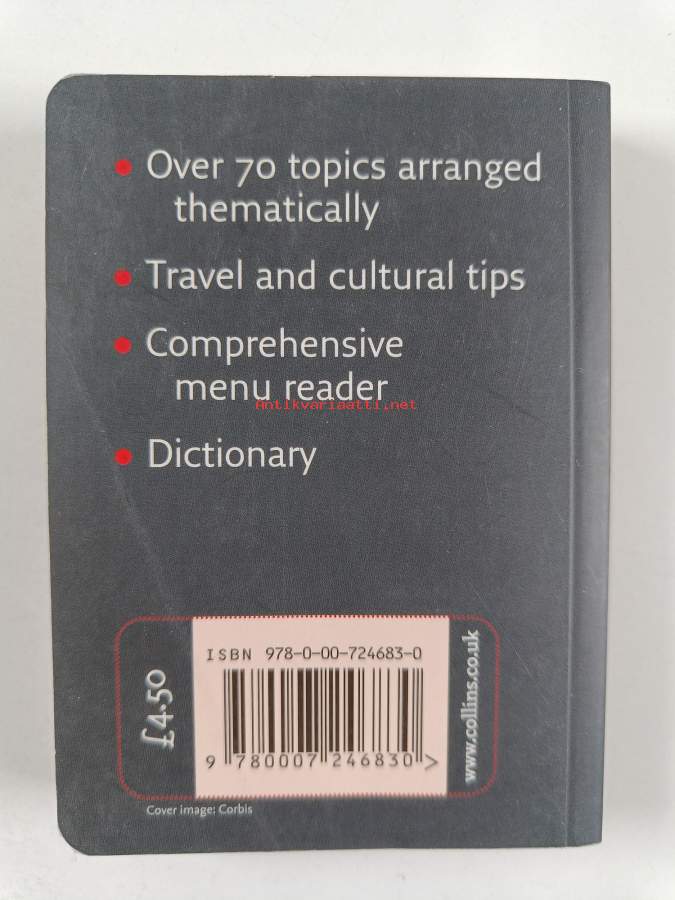 Over 70 topics arranged
thematically
Travel and cultural tips
Comprehensive
menu reader
Antikvariaatti.net
Dictionary
£4.50
ISBN 978-0-00-724683-0
9 780007 246830 >
www.collins.co.uk
Cover image: Corbis